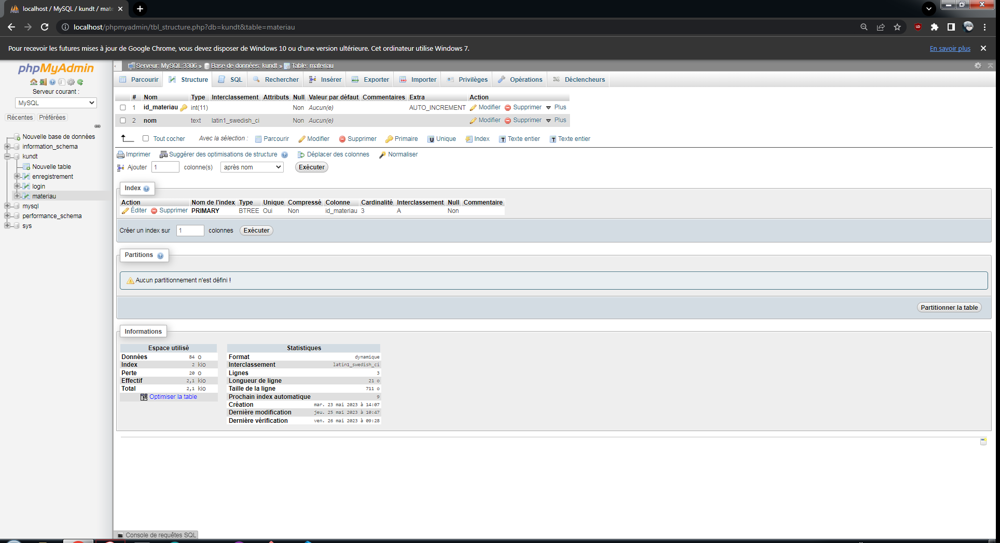 localhost / MySQL / kundt / mate
localhost/phpmyadmin/tbl_structure.php?db=kundt&table=materiau
Pour recevoir les futures mises à jour de Google Chrome, vous devez disposer de Windows 10 ou d'une version ultérieure. Cet ordinateur utilise Windows 7. En savoir plus
phpMyAdmin
Serveur courant :
MySQL
Récentes Préférées
Nouvelle base de données
information_schema
kundt
Nouvelle table
enregistrement
login
materiau
mysql
performance_schema
sys
Serveur: MySQL:3306 » Base de données: kundt » Table: materiau
Parcourir Structure SQL Rechercher Insérer Exporter Importer Privilèges Opérations Déclencheurs
# Nom Type Interclassement Attributs Null Valeur par défaut Commentaires Extra Action
1 id_materiau int(11) Non Aucun(e) AUTO_INCREMENT Modifier Supprimer Plus
2 nom text latin1_swedish_ci Non Aucun(e) Modifier Supprimer Plus
Tout cocher Avec la sélection : Parcourir Modifier Supprimer Primaire Unique Index Texte entier Texte entier
Imprimer Suggérer des optimisations de structure Déplacer des colonnes Normaliser
Ajouter 1 colonne(s) après nom Exécuter
Index
Action Nom de l'index Type Unique Compressé Colonne Cardinalité Interclassement Null Commentaire
Éditer Supprimer PRIMARY BTREE Oui Non id_materiau 3 A Non
Créer un index sur 1 colonnes Exécuter
Partitions
Aucun partitionnement n'est défini !
Partitionner la table
Informations
Espace utilisé
Données 84 o
Index 2 kio
Perte 20 o
Effectif 2,1 kio
Total 2,1 kio
Optimiser la table
Statistiques
Format dynamique
Interclassement latin1_swedish_ci
Lignes 3
Longueur de ligne 21 o
Taille de la ligne 711 o
Prochain index automatique 9
Création mar. 23 mai 2023 à 14:07
Dernière modification jeu. 25 mai 2023 à 10:47
Dernière vérification ven. 26 mai 2023 à 09:28
Console de requêtes SQL